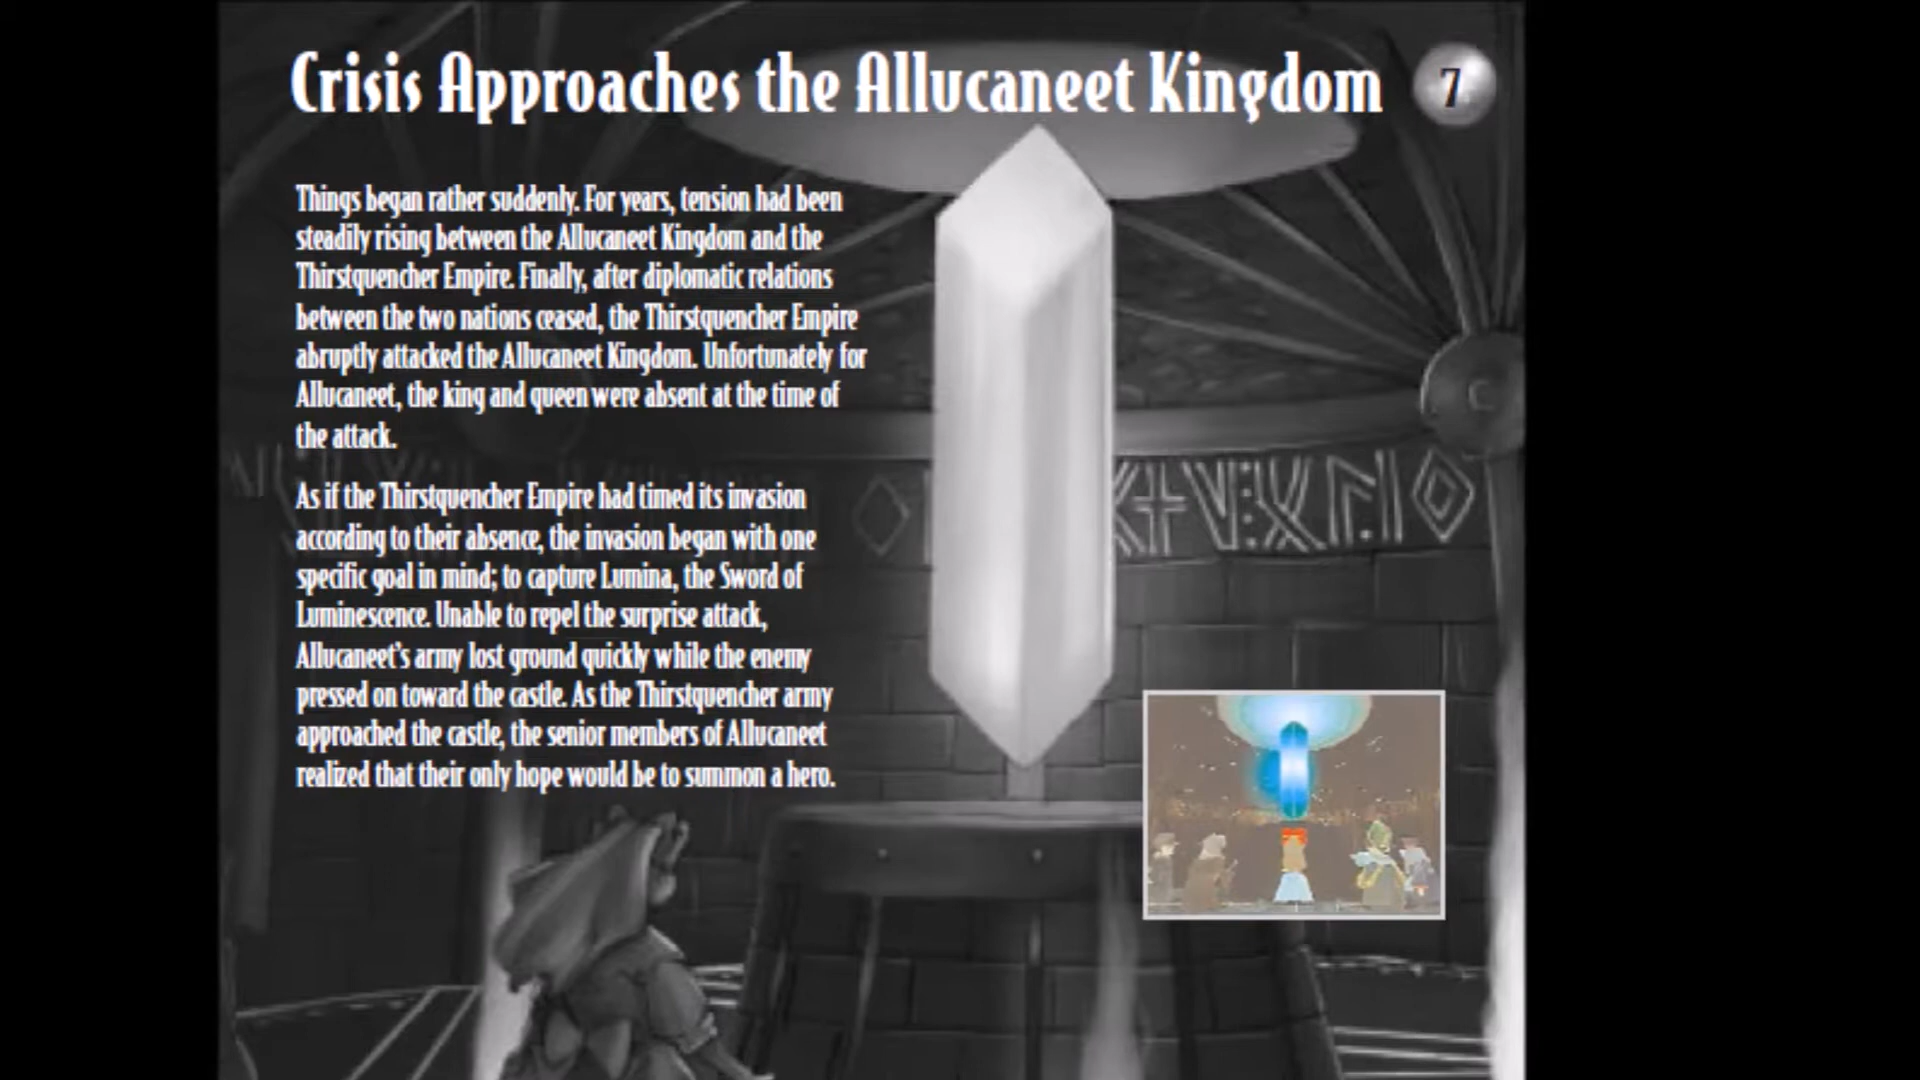 Crisis Approaches the Allucaneet Kingdom
7
Things began rather suddenly. For years, tension had been
steadily rising between the Allucaneet Kingdom and the
Thirstquencher Empire. Finally, after diplomatic relations
between the two nations ceased, the Thirstquencher Empire
abruptly attacked the Allucaneet Kingdom. Unfortunately for
Allucaneet, the king and queen were absent at the time of
the attack.
As if the Thirstquencher Empire had timed its invasion
according to their absence, the invasion began with one
specific goal in mind; to capture Lumina, the Sword of
Luminescence. Unable to repel the surprise attack,
Allucaneet's army lost ground quickly while the enemy
pressed on toward the castle. As the Thirstquencher army
approached the castle, the senior members of Allucaneet
realized that their only hope would be to summon a hero.